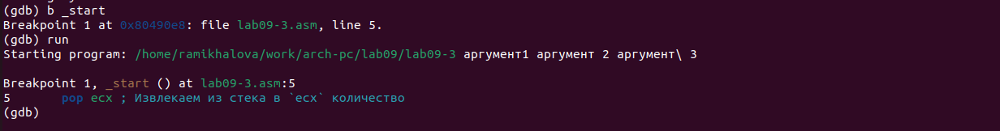 (gdb) b _start
Breakpoint 1 at 0x80490e8: file lab09-3.asm, line 5.
(gdb) run
Starting program: /home/ramikhalova/work/arch-pc/lab09/lab09-3 аргумент1 аргумент 2 аргумент\ 3
Breakpoint 1, _start () at lab09-3.asm:5
5 pop ecx ; Извлекаем из стека в `ecx` количество
(gdb)